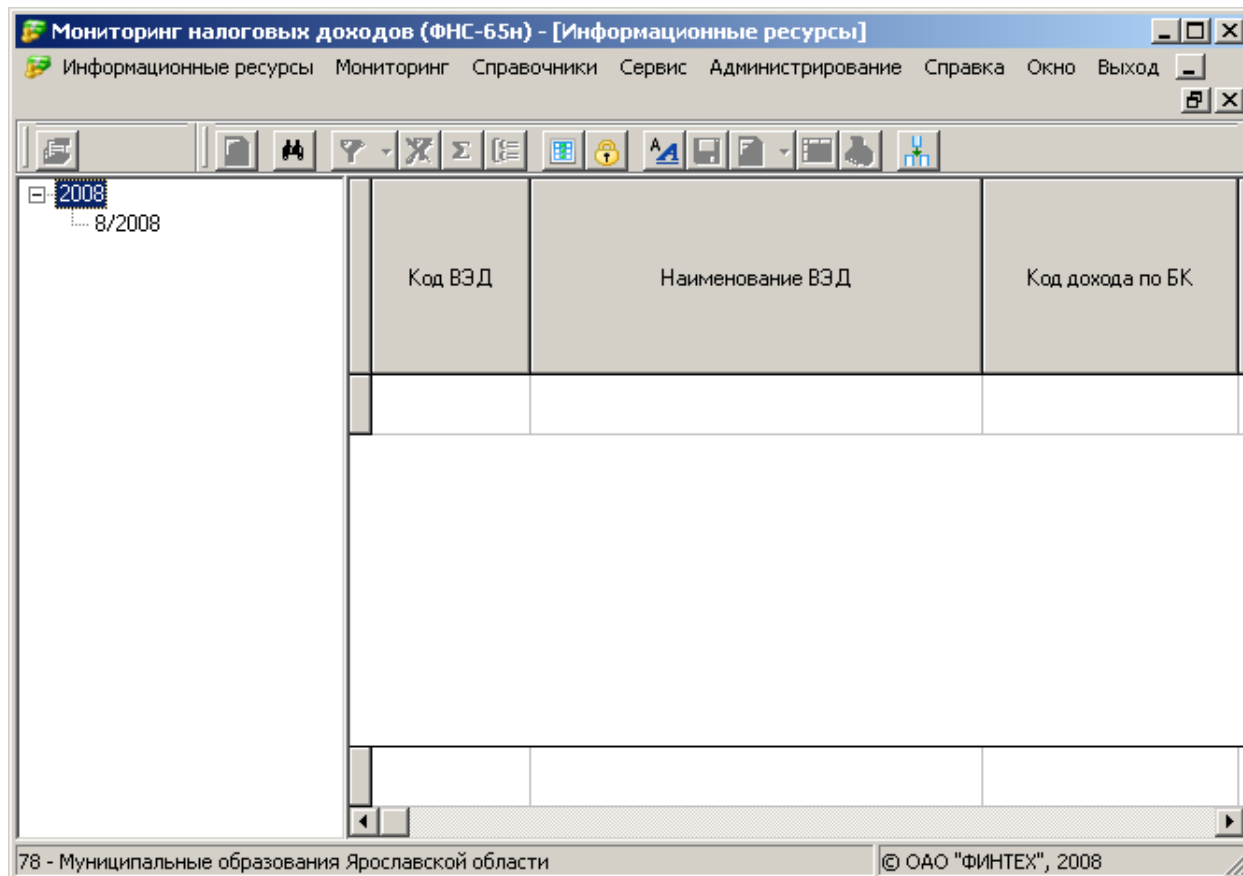 Мониторинг налоговых доходов (ФНС-65н) - [Информационные ресурсы]
Информационные ресурсы Мониторинг Справочники Сервис Администрирование Справка Окно Выход
2008
8/2008
Код ВЭД Наименование ВЭД Код дохода по БК
78 - Муниципальные образования Ярославской области © ОАО "ФИНТЕХ", 2008